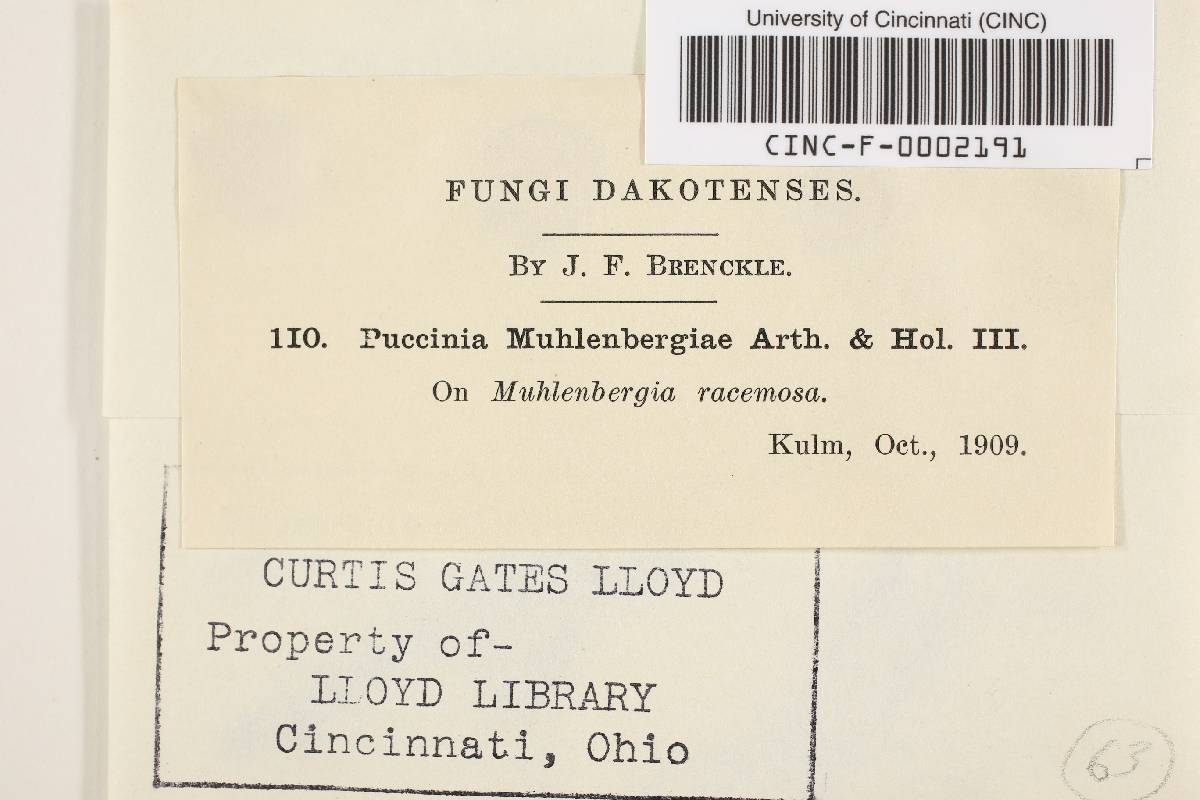 University of Cincinnati (CINC)
CINC-F-0002191
FUNGI DAKOTENSES.
BY J. F. BRENCKLE.
110. Puccinia Muhlenbergiae Arth. & Hol. III.
On Muhlenbergia racemosa.
Kulm, Oct., 1909.
CURTIS GATES LLOYD
Property of-
LLOYD LIBRARY
Cincinnati, Ohio
63